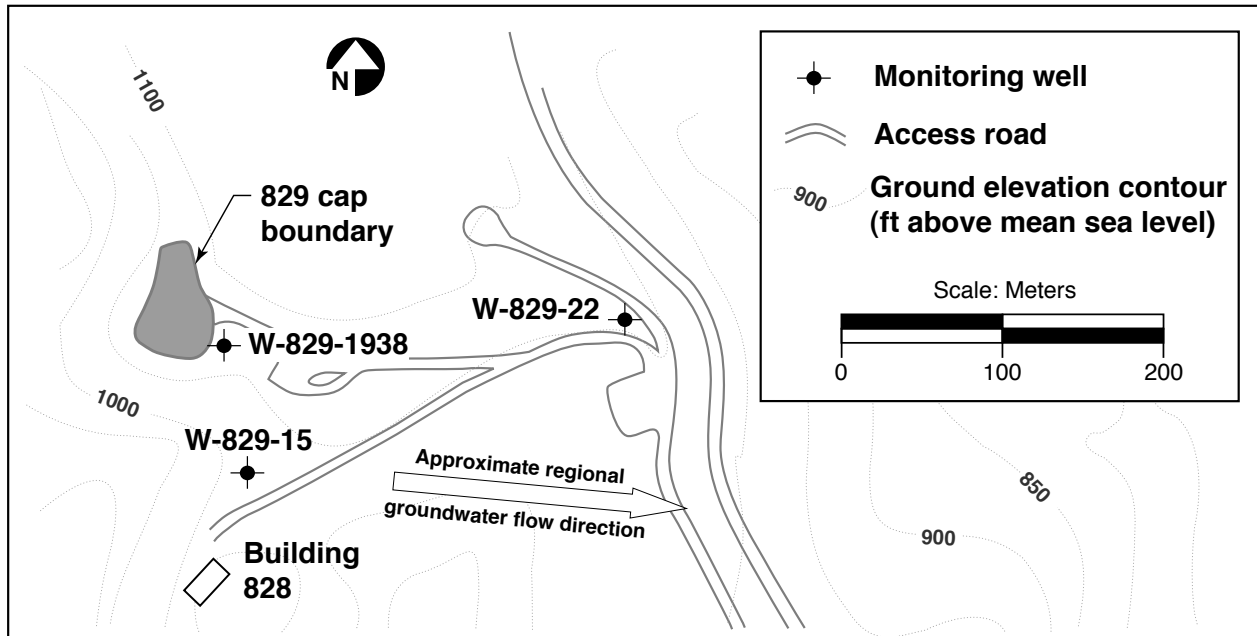 1100
N
829 cap
boundary
W-829-22
W-829-1938
1000
W-829-15
Approximate regional
groundwater flow direction
Building
828
Monitoring well
Access road
900
Ground elevation contour
(ft above mean sea level)
Scale: Meters
0 100 200
850
900